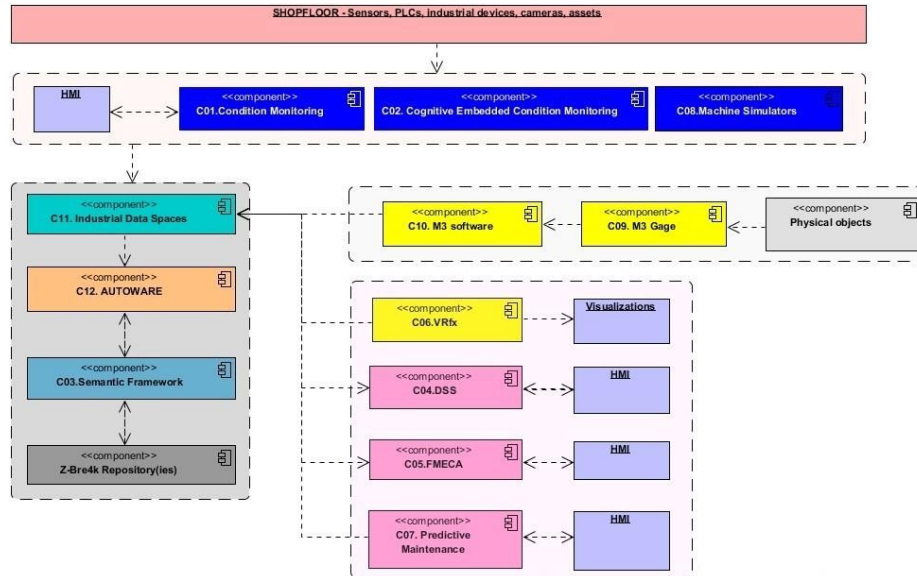 SHOPFLOOR - Sensors, PLCs, industrial devices, cameras, assets
HMI
<<component>>
C01.Condition Monitoring
<<component>>
C02. Cognitive Embedded Condition Monitoring
<<component>>
C08.Machine Simulators
<<component>>
C11. Industrial Data Spaces
<<component>>
C10. M3 software
<<component>>
C09. M3 Gage
<<component>>
Physical objects
<<component>>
C12. AUTOWARE
<<component>>
C06.VRfx
Visualizations
<<component>>
C03.Semantic Framework
<<component>>
C04.DSS
HMI
<<component>>
Z-Bre4k Repository(ies)
<<component>>
C05.FMECA
HMI
<<component>>
C07. Predictive
Maintenance
HMI